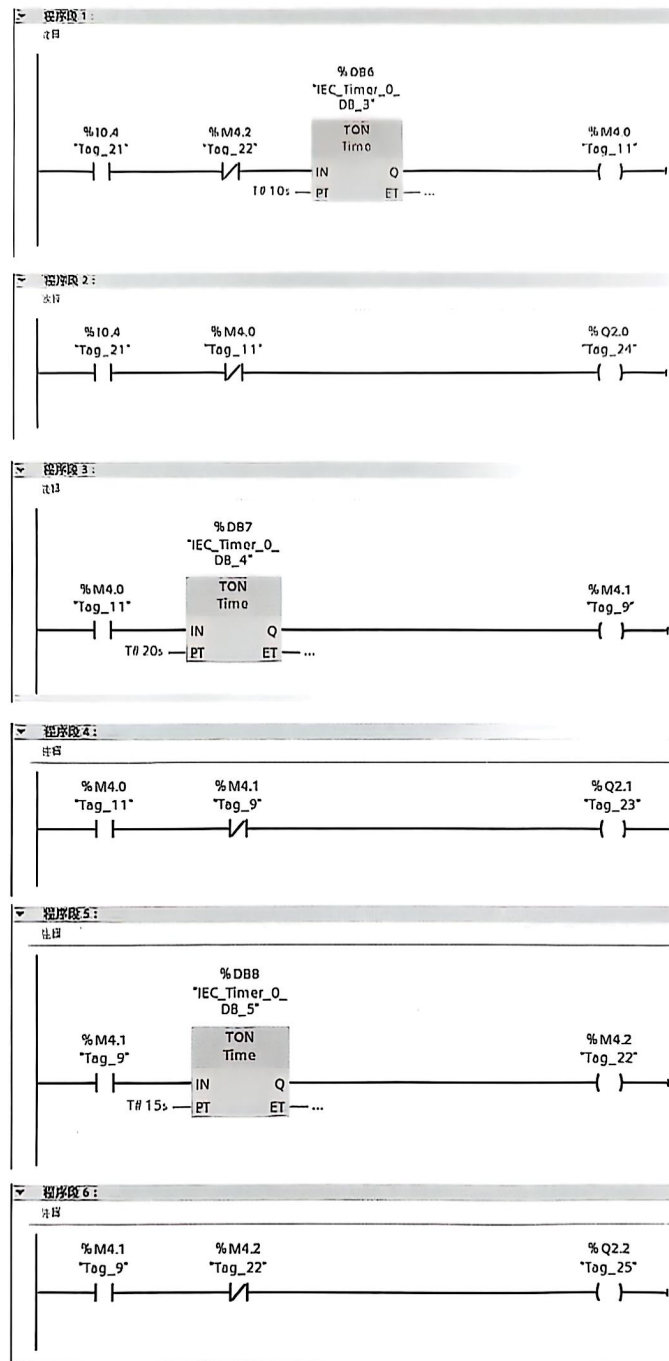 程序段 1:
%DB6
"IEC_Timer_0_
DB_3"
%I0.4
"Tag_21"
%M4.2
"Tag_22"
TON
Time
%M4.0
"Tag_11"
IN
Q
T# 10s
PT
ET
...
程序段 2:
%I0.4
"Tag_21"
%M4.0
"Tag_11"
%Q2.0
"Tag_24"
程序段 3:
%DB7
"IEC_Timer_0_
DB_4"
%M4.0
"Tag_11"
TON
Time
%M4.1
"Tag_9"
IN
Q
T# 20s
PT
ET
...
程序段 4:
%M4.0
"Tag_11"
%M4.1
"Tag_9"
%Q2.1
"Tag_23"
程序段 5:
%DB8
"IEC_Timer_0_
DB_5"
%M4.1
"Tag_9"
TON
Time
%M4.2
"Tag_22"
IN
Q
T# 15s
PT
ET
...
程序段 6:
%M4.1
"Tag_9"
%M4.2
"Tag_22"
%Q2.2
"Tag_25"